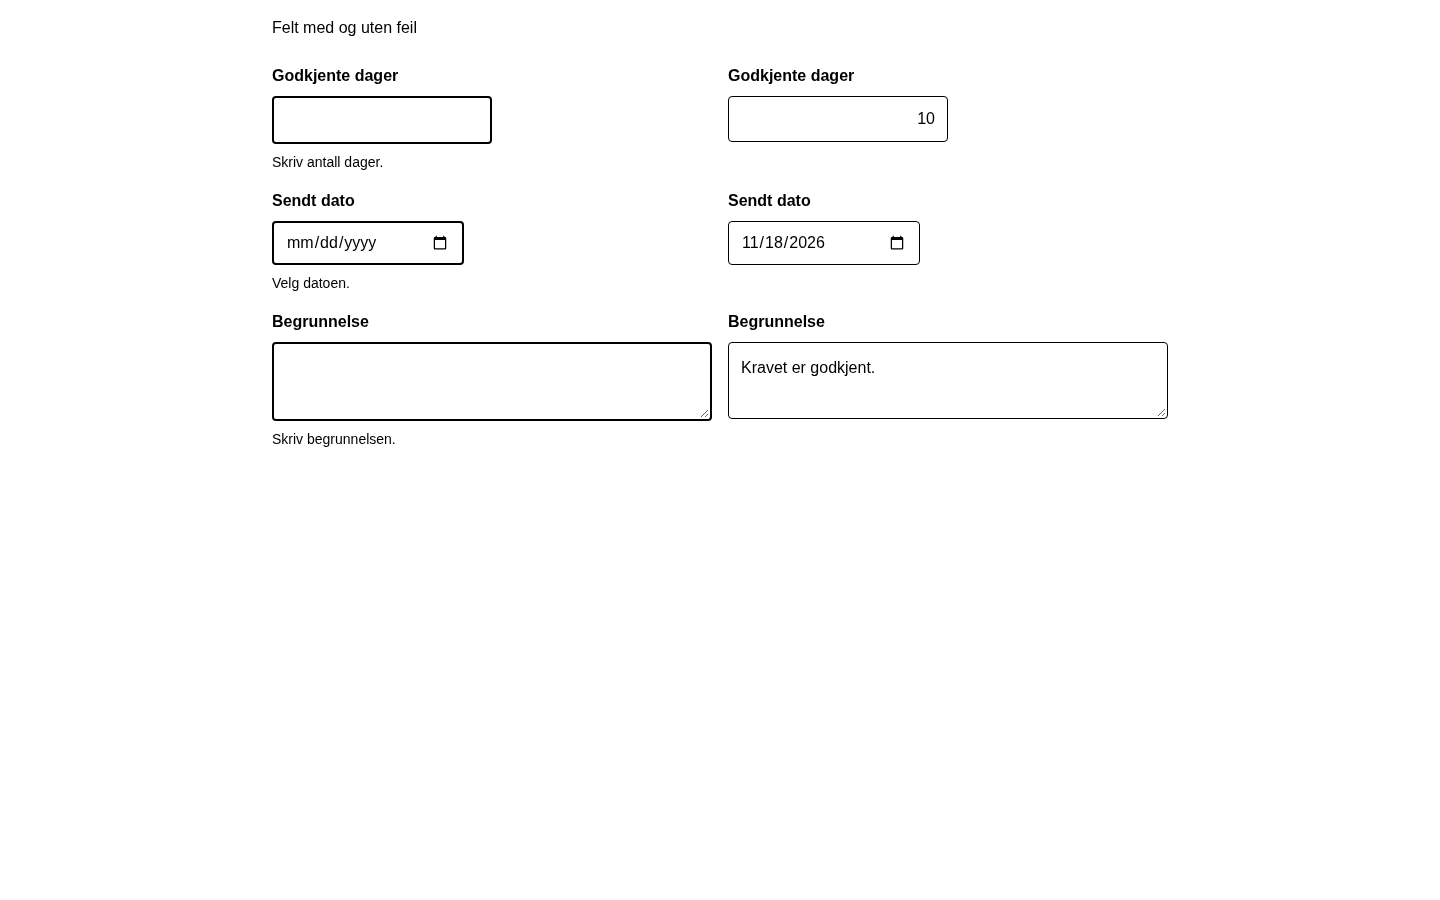 Felt med og uten feil
Godkjente dager
Skriv antall dager.
Godkjente dager
10
Sendt dato
mm/dd/yyyy
Velg datoen.
Sendt dato
11/18/2026
Begrunnelse
Skriv begrunnelsen.
Begrunnelse
Kravet er godkjent.